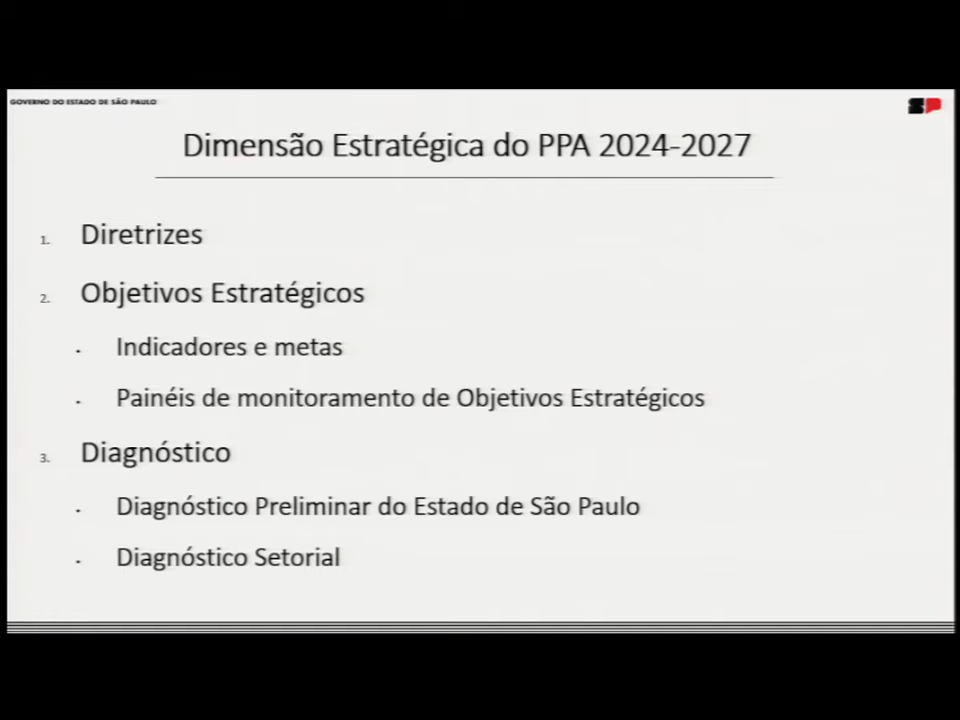 GOVERNO DO ESTADO DE SÃO PAULO
SP
Dimensão Estratégica do PPA 2024-2027
1. Diretrizes
2. Objetivos Estratégicos
• Indicadores e metas
• Painéis de monitoramento de Objetivos Estratégicos
3. Diagnóstico
• Diagnóstico Preliminar do Estado de São Paulo
• Diagnóstico Setorial